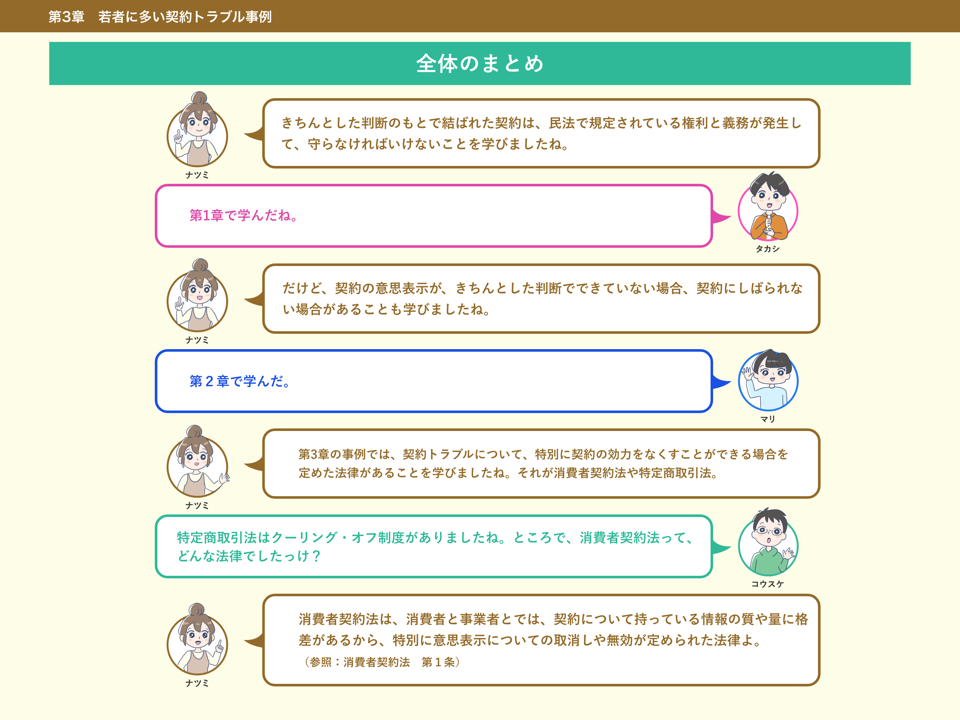 第3章　若者に多い契約トラブル事例
全体のまとめ
きちんとした判断のもとで結ばれた契約は、民法で規定されている権利と義務が発生し
て、守らなければいけないことを学びましたね。
ナツミ
第1章で学んだね。
タカシ
だけど、契約の意思表示が、きちんとした判断でできていない場合、契約にしばられな
い場合があることも学びましたね。
ナツミ
第２章で学んだ。
マリ
第3章の事例では、契約トラブルについて、特別に契約の効力をなくすことができる場合を
定めた法律があることを学びましたね。それが消費者契約法や特定商取引法。
ナツミ
特定商取引法はクーリング・オフ制度がありましたね。ところで、消費者契約法って、
どんな法律でしたっけ？
コウスケ
消費者契約法は、消費者と事業者とでは、契約について持っている情報の質や量に格
差があるから、特別に意思表示についての取消しや無効が定められた法律よ。
（参照：消費者契約法　第１条）
ナツミ